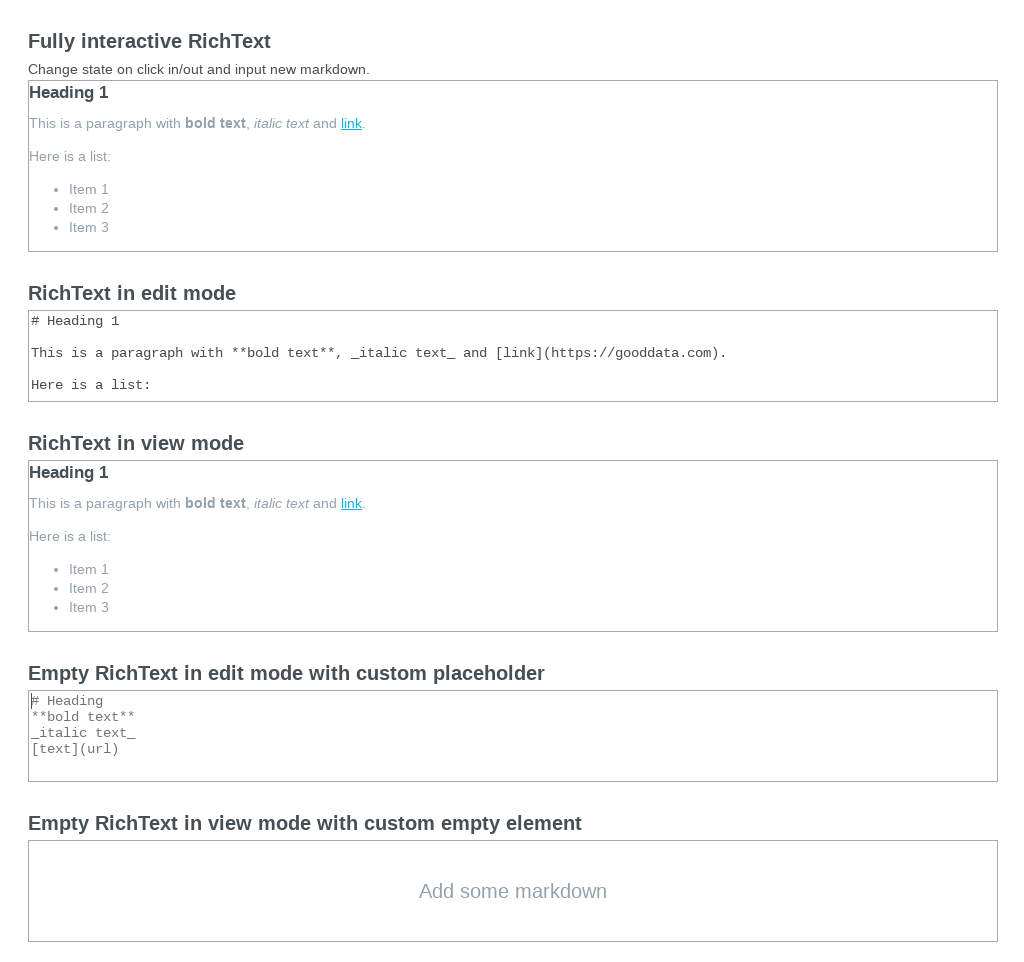 Fully interactive RichText
Change state on click in/out and input new markdown.
Heading 1
This is a paragraph with bold text, italic text and link.
Here is a list:
• Item 1
• Item 2
• Item 3
RichText in edit mode
# Heading 1
This is a paragraph with **bold text**, _italic text_ and [link](https://gooddata.com).
Here is a list:
RichText in view mode
Heading 1
This is a paragraph with bold text, italic text and link.
Here is a list:
• Item 1
• Item 2
• Item 3
Empty RichText in edit mode with custom placeholder
# Heading
**bold text**
_italic text_
[text](url)
Empty RichText in view mode with custom empty element
Add some markdown